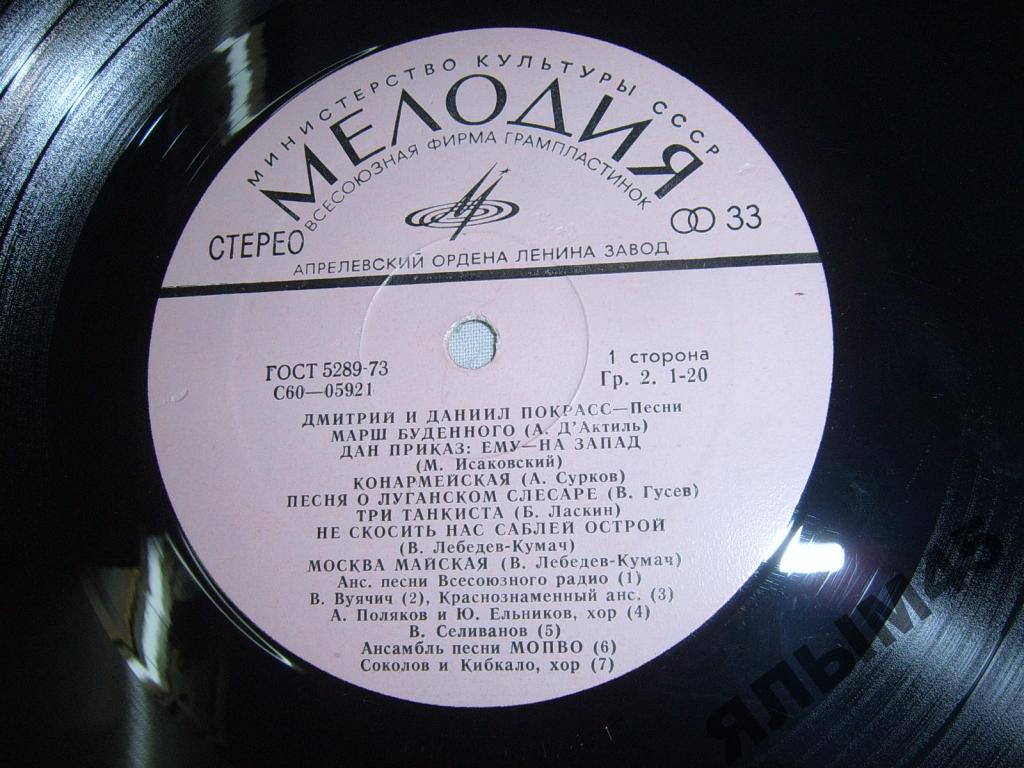 МИНИСТЕРСТВО КУЛЬТУРЫ СССР
МЕЛОДИЯ
ВСЕСОЮЗНАЯ ФИРМА ГРАМПЛАСТИНОК
СТЕРЕО
33
АПРЕЛЕВСКИЙ ОРДЕНА ЛЕНИНА ЗАВОД
ГОСТ 5289-73
С60—05921
1 сторона
Гр. 2. 1-20
ДМИТРИЙ И ДАНИИЛ ПОКРАСС—Песни
МАРШ БУДЕННОГО (А. Д'Актиль)
ДАН ПРИКАЗ: ЕМУ—НА ЗАПАД
(М. Исаковский)
КОНАРМЕЙСКАЯ (А. Сурков)
ПЕСНЯ О ЛУГАНСКОМ СЛЕСАРЕ (В. Гусев)
ТРИ ТАНКИСТА (Б. Ласкин)
НЕ СКОСИТЬ НАС САБЛЕЙ ОСТРОЙ
(В. Лебедев-Кумач)
МОСКВА МАЙСКАЯ (В. Лебедев-Кумач)
Анс. песни Всесоюзного радио (1)
В. Вуячич (2), Краснознаменный анс. (3)
А. Поляков и Ю. Ельников, хор (4)
В. Селиванов (5)
Ансамбль песни МОПВО (6)
Соколов и Кибкало, хор (7)
ЯЛЫМ45